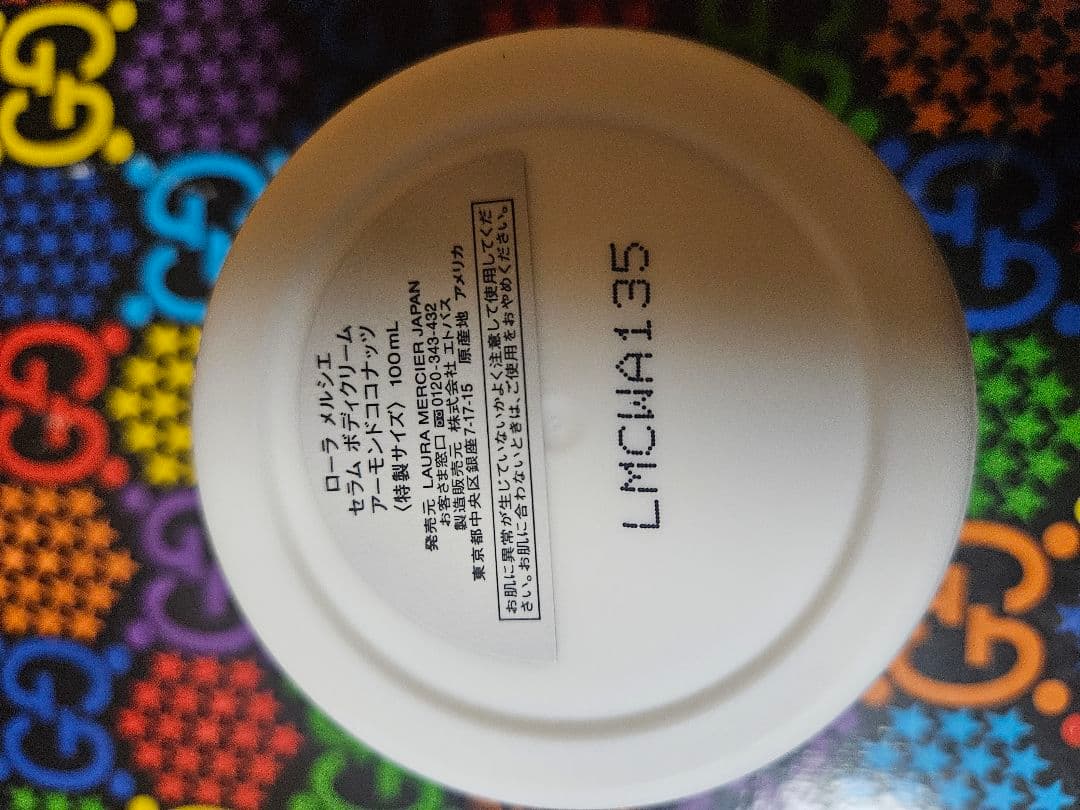 ローラ メルシエ
セラム ボディクリーム
アーモンドココナッツ
〈特製サイズ〉 100mL
発売元 LAURA MERCIER JAPAN
お客さま窓口 0120-343-432
製造販売元 株式会社 エトバス
東京都中央区銀座7-17-15 原産地 アメリカ
お肌に異常が生じていないかよく注意して使用してくだ
さい。お肌に合わないときは、ご使用をおやめください。
LMCWA135